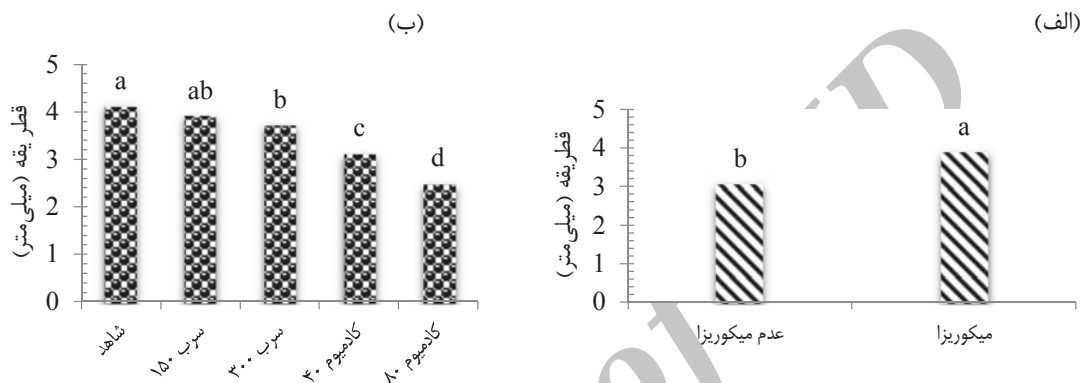 (الف)
قطر یقه (میلی‌متر)
5
4
3
2
1
0
b
a
عدم میکوریزا
میکوریزا
(ب)
قطر یقه (میلی‌متر)
5
4
3
2
1
0
a
ab
b
c
d
شاهد
سرب ۱۵۰
سرب ۳۰۰
کادمیوم ۴۰
کادمیوم ۸۰